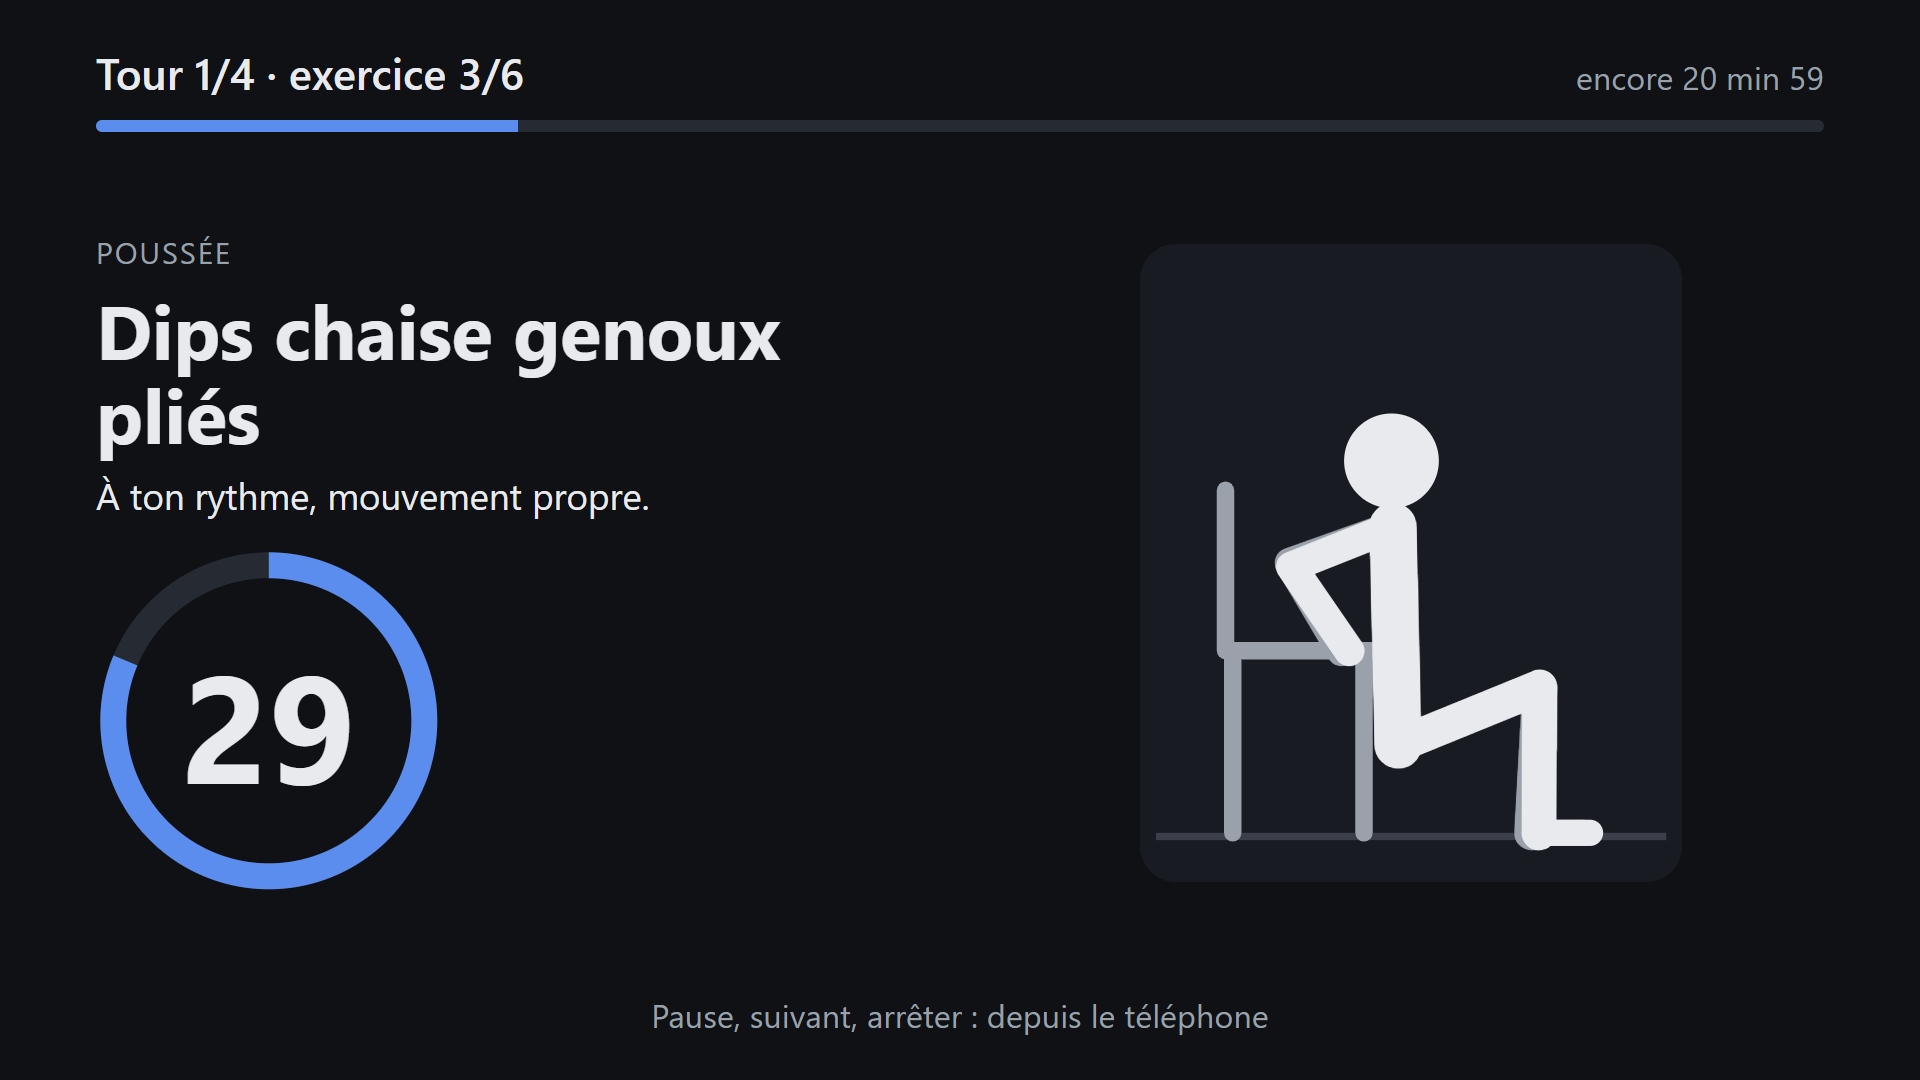 Tour 1/4 · exercice 3/6
encore 20 min 59
POUSSÉE
Dips chaise genoux
pliés
À ton rythme, mouvement propre.
29
Pause, suivant, arrêter : depuis le téléphone